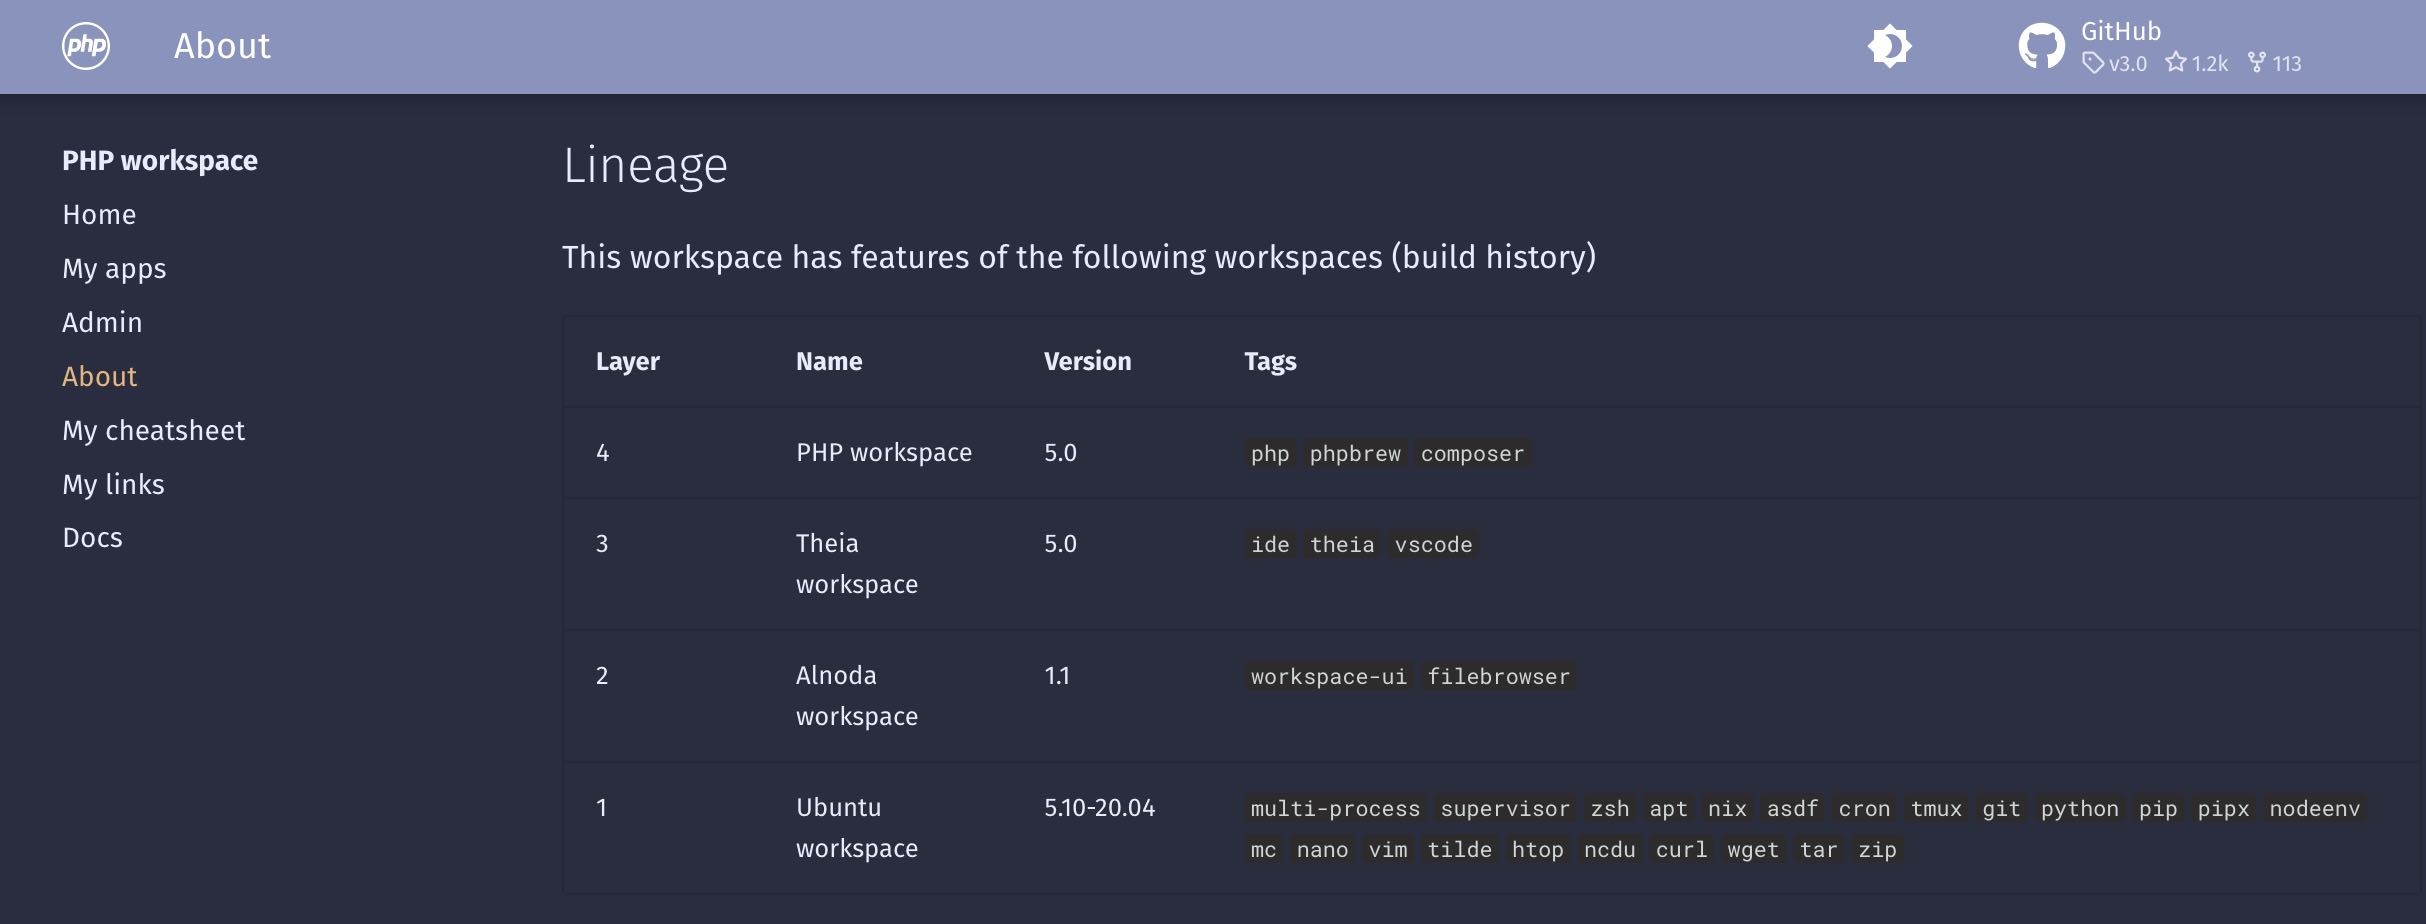 php
About
GitHub
v3.0 1.2k 113
PHP workspace
Home
My apps
Admin
About
My cheatsheet
My links
Docs
Lineage
This workspace has features of the following workspaces (build history)
Layer Name Version Tags
4 PHP workspace 5.0 php phpbrew composer
3 Theia workspace 5.0 ide theia vscode
2 Alnoda workspace 1.1 workspace-ui filebrowser
1 Ubuntu workspace 5.10-20.04 multi-process supervisor zsh apt nix asdf cron tmux git python pip pipx nodeenv
mc nano vim tilde htop ncdu curl wget tar zip